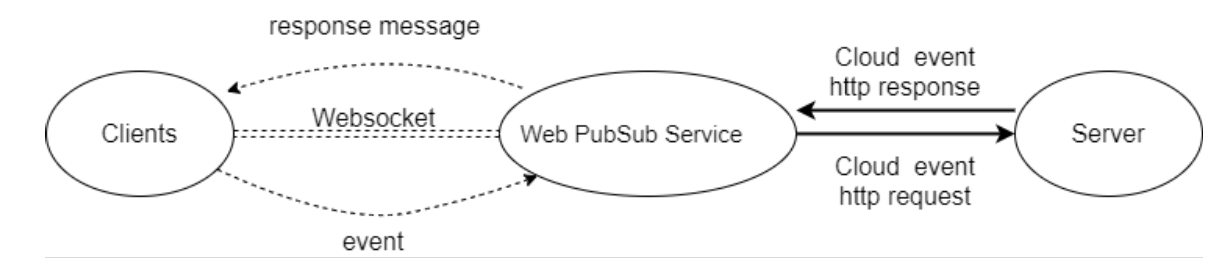 response message
Cloud event
http response
Clients
Websocket
Web PubSub Service
Server
Cloud event
http request
event